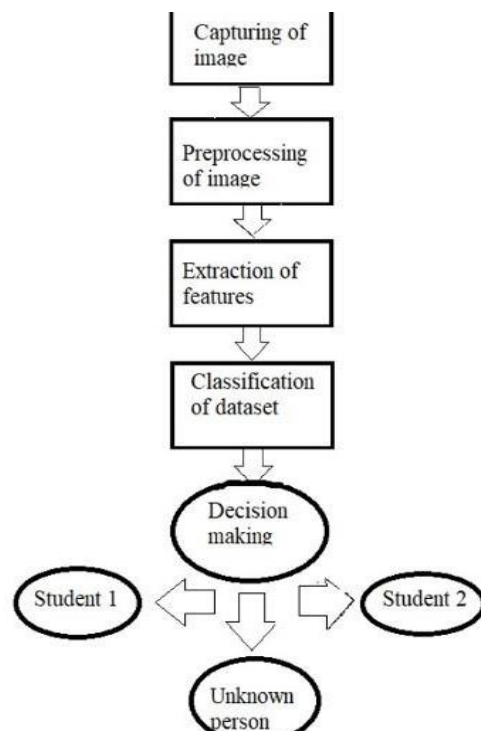 Capturing of
image
Preprocessing
of image
Extraction of
features
Classification
of dataset
Decision
making
Student 1
Student 2
Unknown
person